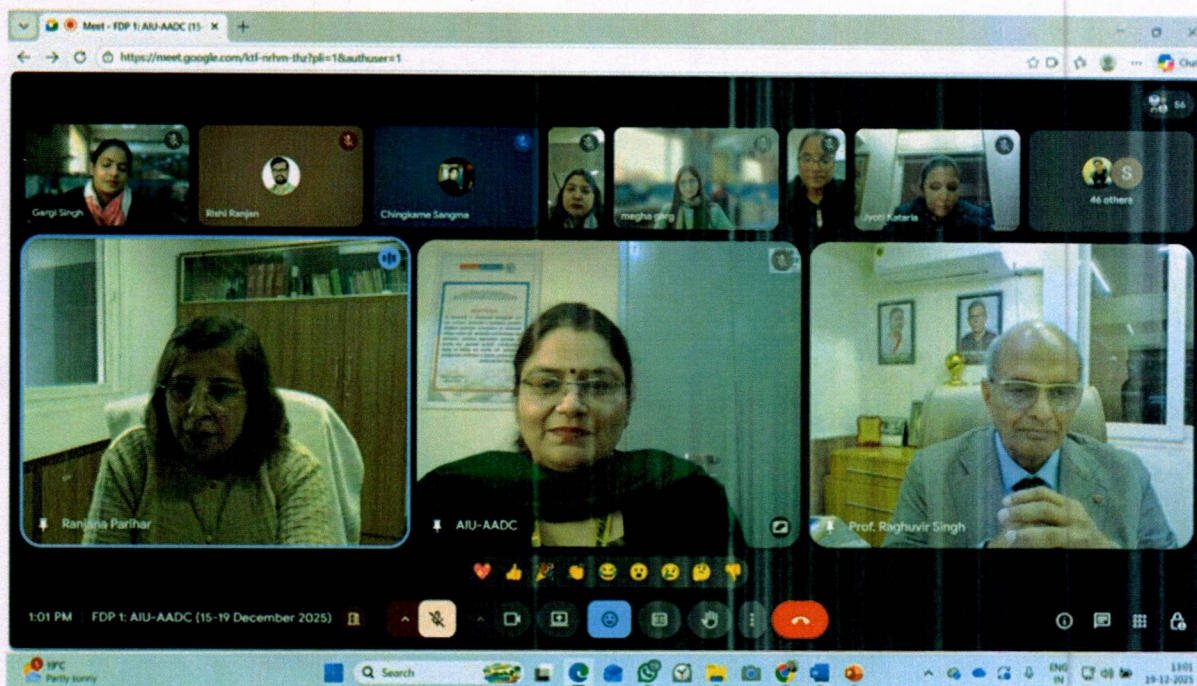 Meet - FDP 1: AIU-AADC (15-
https://meet.google.com/ktf-nrhm-thz?pli=1&authuser=1
56
Gargi Singh
Rishi Ranjan
Chingkame Sangma
megha garg
Jyoti Kataria
S
46 others
Ranjana Parihar
AIU-AADC
Prof. Raghuvir Singh
1:01 PM
FDP 1: AIU-AADC (15-19 December 2025)
19°C
Partly sunny
Search
ENG
IN
13:01
19-12-2025